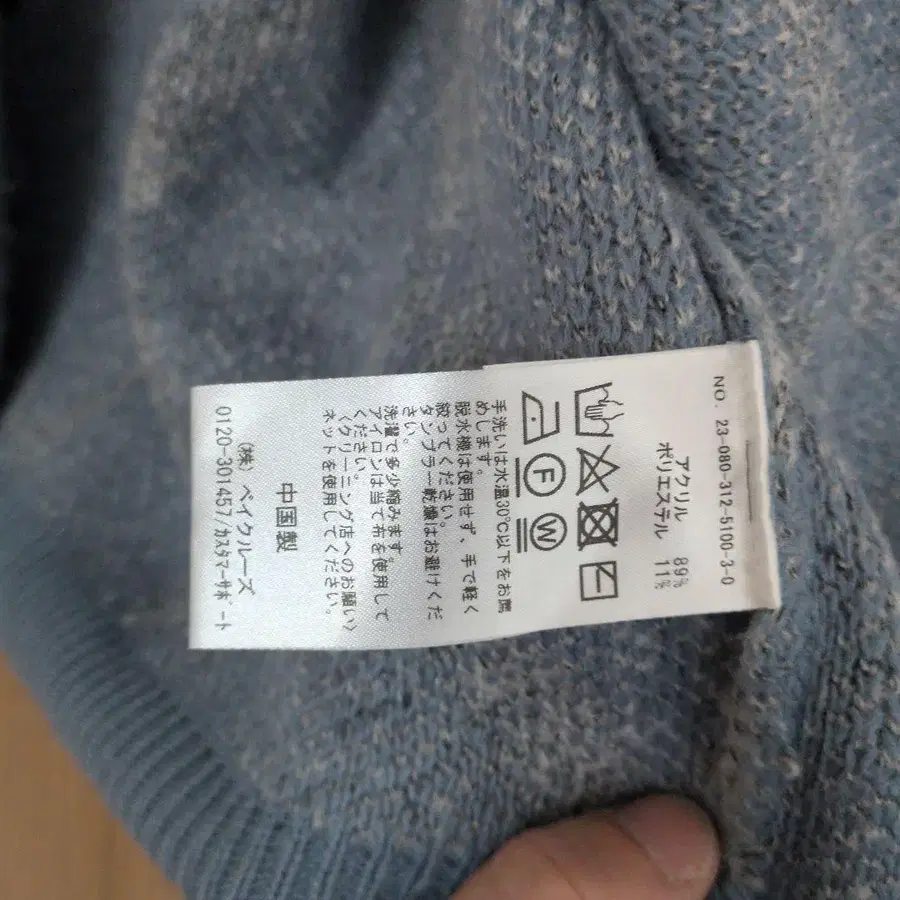 NO. 23-080-312-5100-3-0
アクリル 89%
ポリエステル 11%
F
W
手洗いは水温30℃以下をお薦
めします。
脱水機は使用せず、手で軽く
絞ってください。
タンブラー乾燥はお避けくだ
さい。
洗濯で多少縮みます。
アイロンは当て布を使用して
ください。
〈クリーニング店へのお願い〉
ネットを使用してください。
中国製
(株) ベイクルーズ
0120-301457/カスタマーサポート